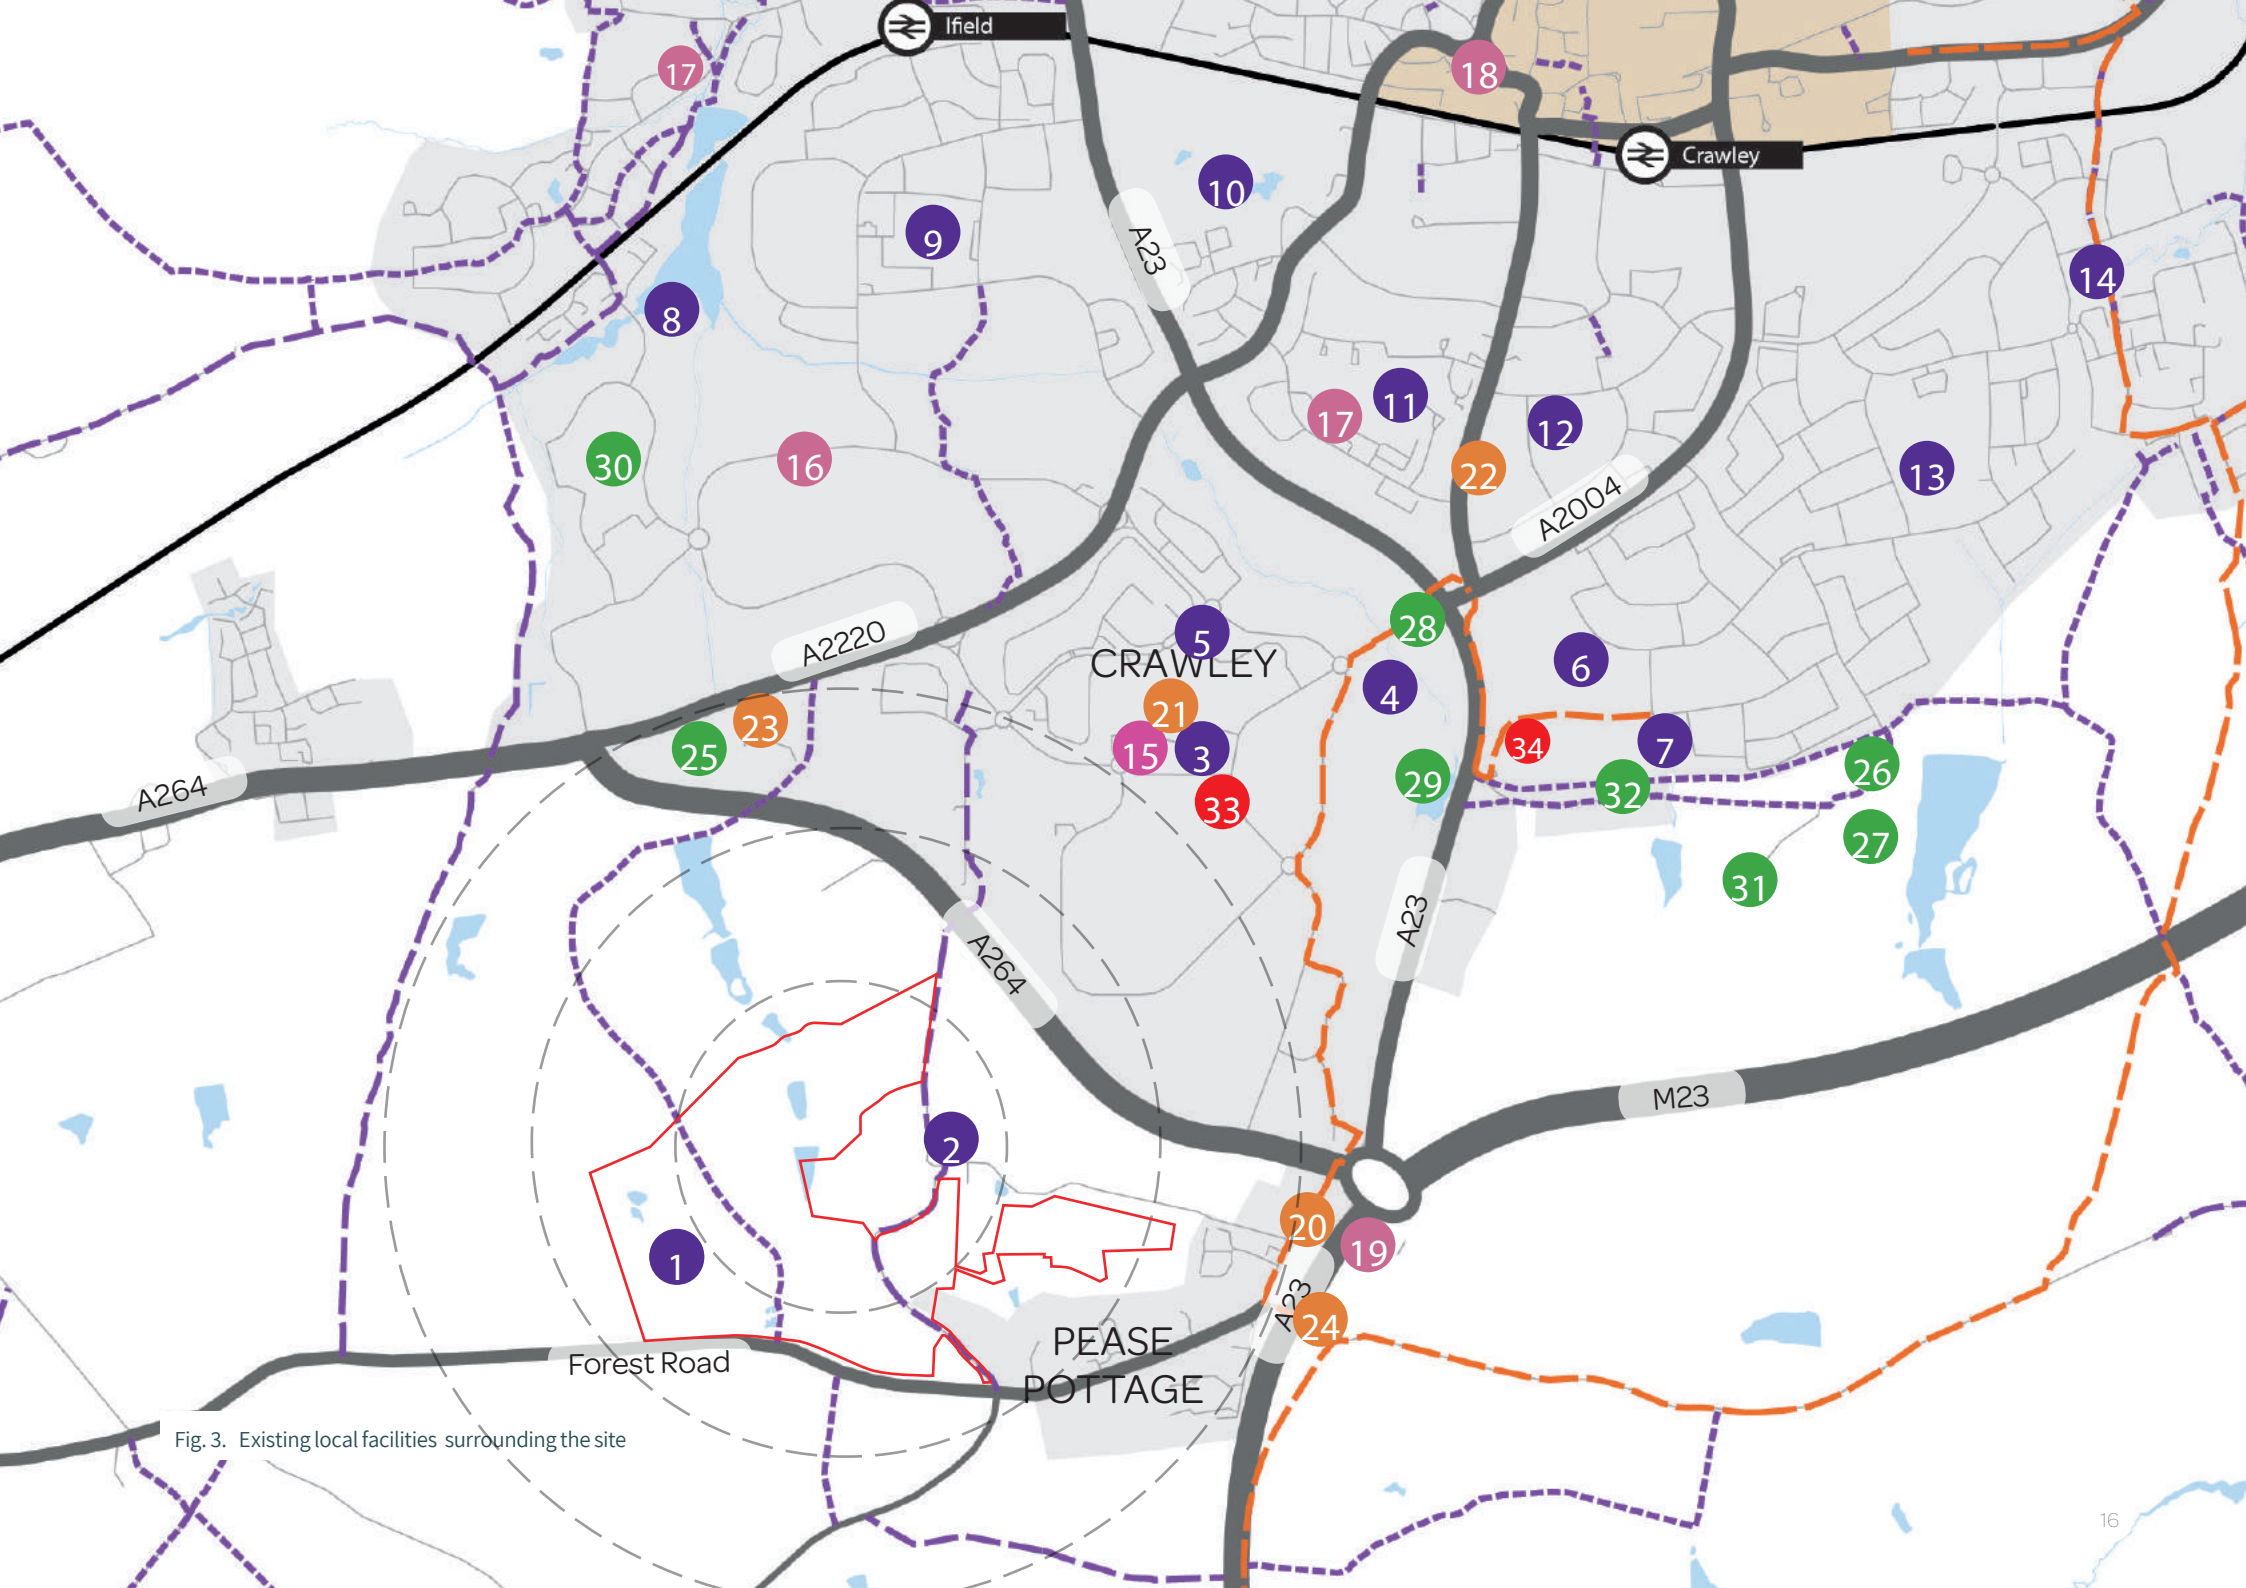 Ifield
17
18
Crawley
10
9
A23
14
8
11
17
12
30
16
22
13
A2004
28
5
A2220
CRAWLEY
6
4
21
23
25
15
3
34
7
26
29
32
A264
33
27
31
A23
A264
M23
2
20
19
1
A23
24
PEASE
POTTAGE
Forest Road
Fig. 3. Existing local facilities surrounding the site
16